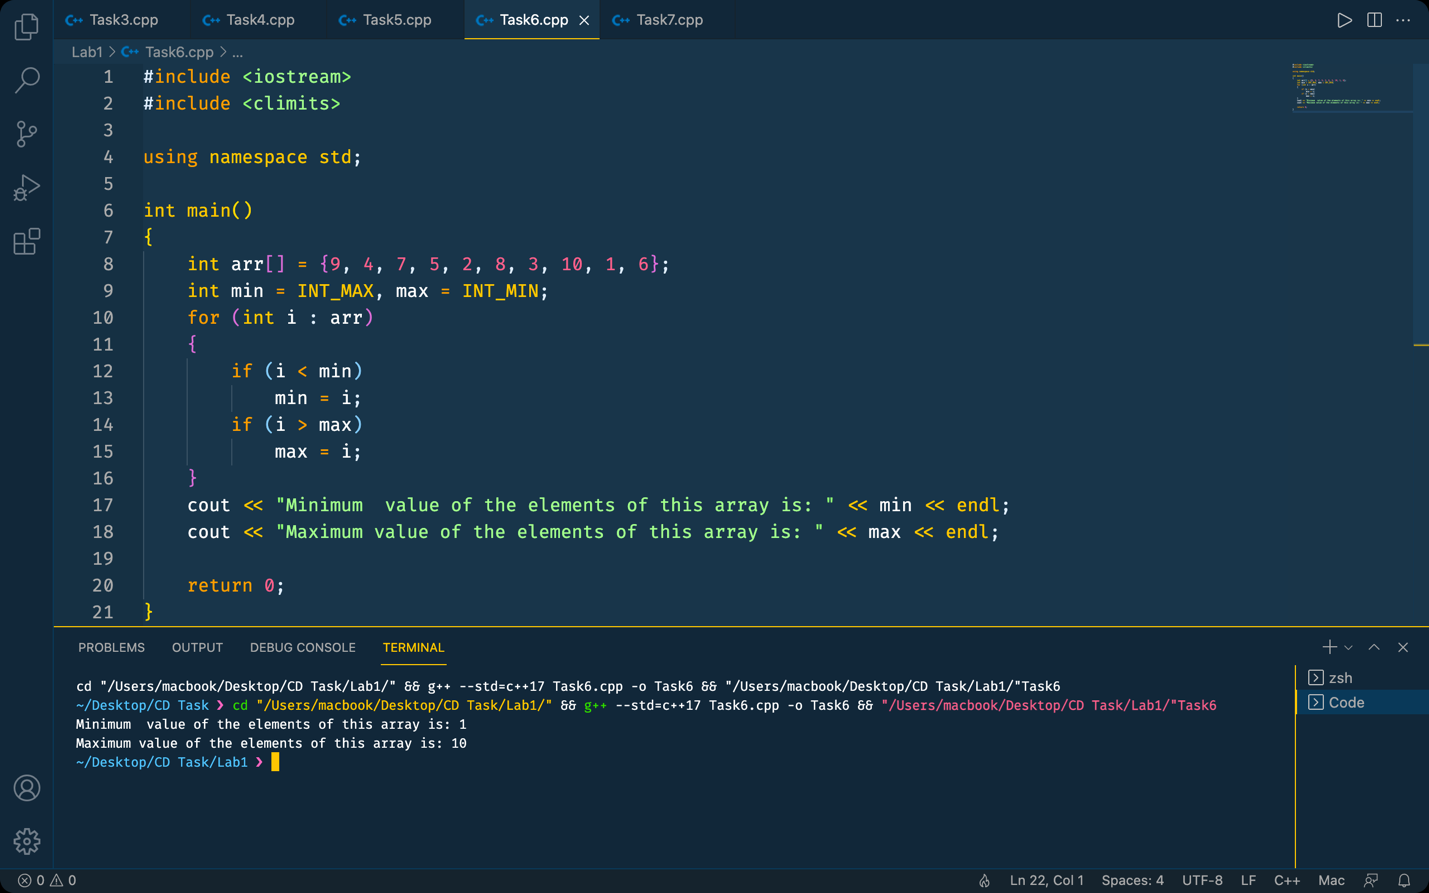 Task3.cpp Task4.cpp Task5.cpp Task6.cpp Task7.cpp
Lab1 > Task6.cpp > ...
1 #include <iostream>
2 #include <climits>
3
4 using namespace std;
5
6 int main()
7 {
8     int arr[] = {9, 4, 7, 5, 2, 8, 3, 10, 1, 6};
9     int min = INT_MAX, max = INT_MIN;
10     for (int i : arr)
11     {
12         if (i < min)
13             min = i;
14         if (i > max)
15             max = i;
16     }
17     cout << "Minimum  value of the elements of this array is: " << min << endl;
18     cout << "Maximum value of the elements of this array is: " << max << endl;
19
20     return 0;
21 }
PROBLEMS OUTPUT DEBUG CONSOLE TERMINAL
cd "/Users/macbook/Desktop/CD Task/Lab1/" && g++ --std=c++17 Task6.cpp -o Task6 && "/Users/macbook/Desktop/CD Task/Lab1/"Task6
~/Desktop/CD Task ❯ cd "/Users/macbook/Desktop/CD Task/Lab1/" && g++ --std=c++17 Task6.cpp -o Task6 && "/Users/macbook/Desktop/CD Task/Lab1/"Task6
Minimum  value of the elements of this array is: 1
Maximum value of the elements of this array is: 10
~/Desktop/CD Task/Lab1 ❯
zsh
Code
0 0 Ln 22, Col 1 Spaces: 4 UTF-8 LF C++ Mac